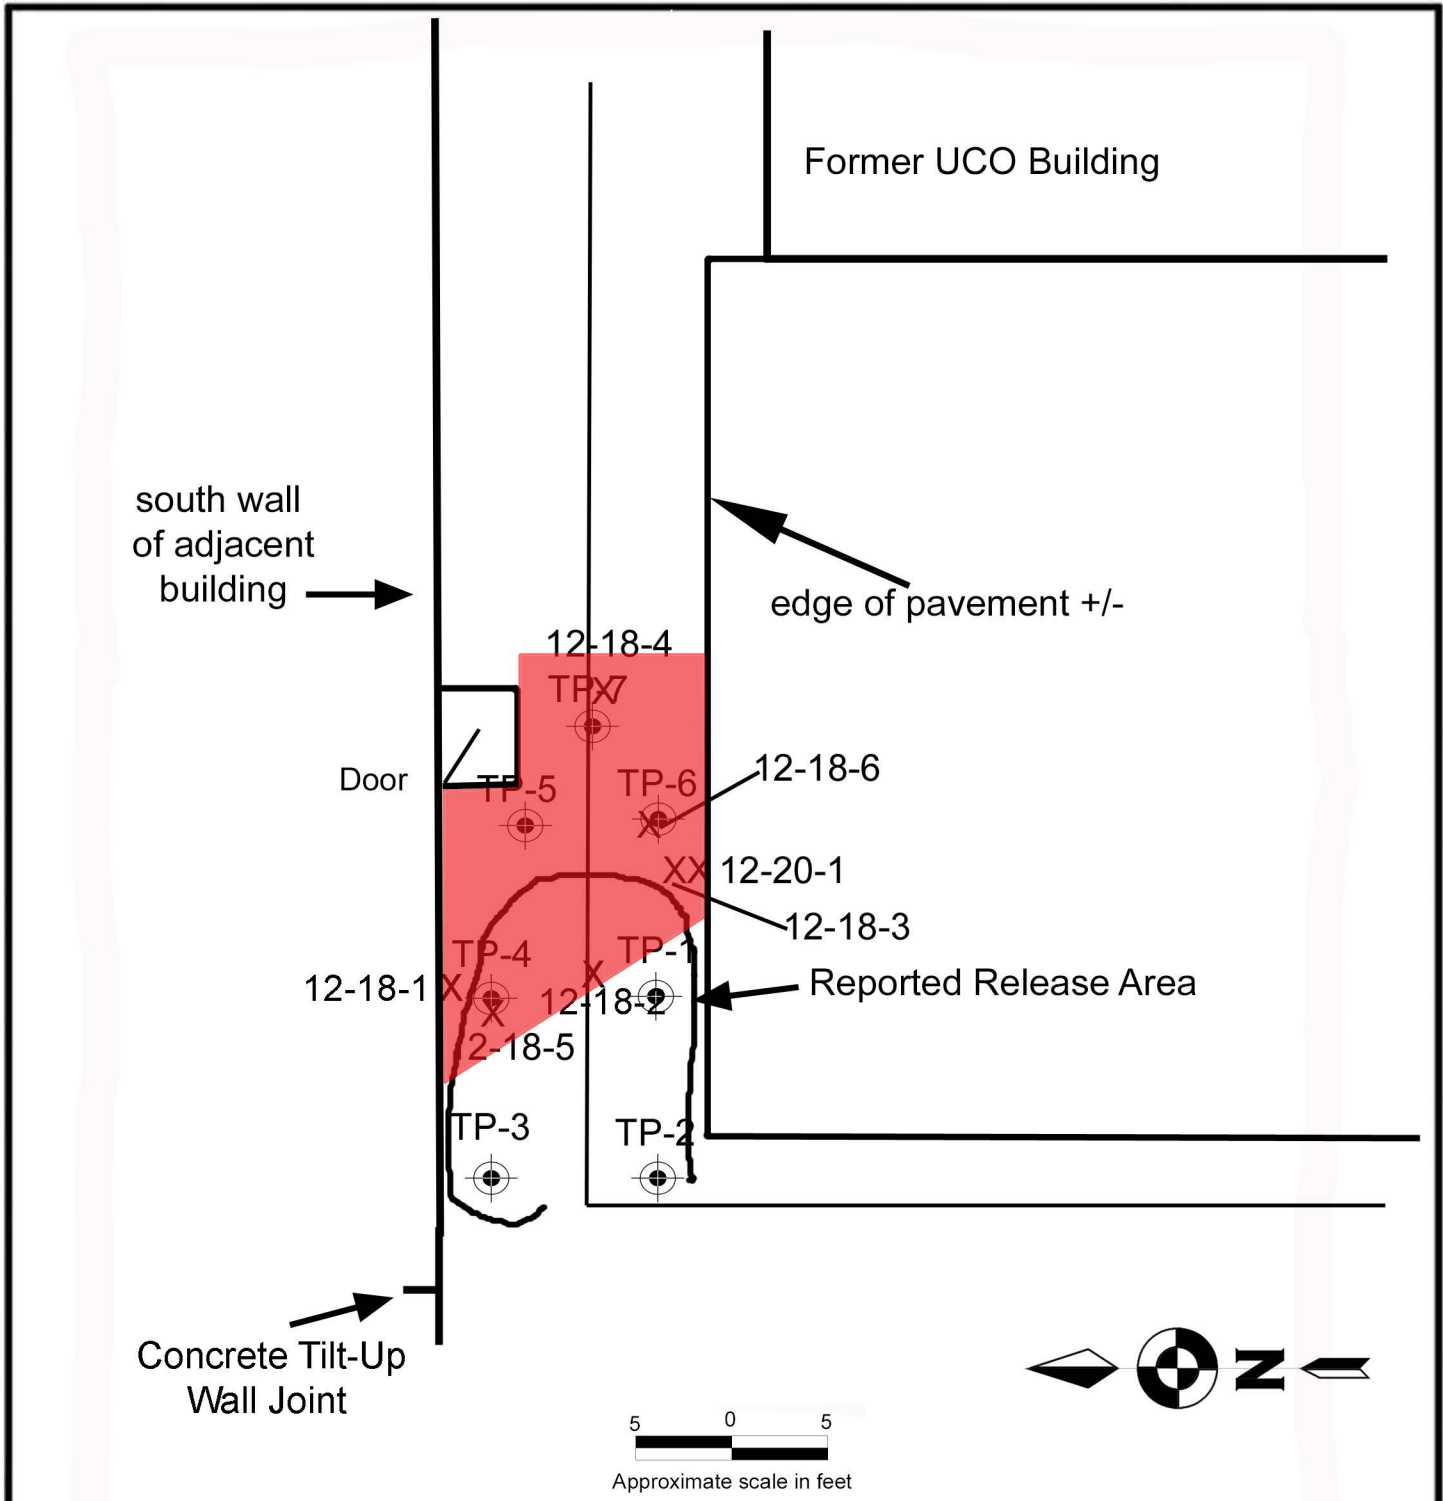 Former UCO Building
south wall
of adjacent
building
edge of pavement +/-
12-18-4
TP-7
X
Door
TP-5
TP-6
12-18-6
X
XX 12-20-1
12-18-3
TP-4
TP-1
12-18-1 X
X
12-18-2
Reported Release Area
X
2-18-5
TP-3
TP-2
Concrete Tilt-Up
Wall Joint
N
5 0 5
Approximate scale in feet